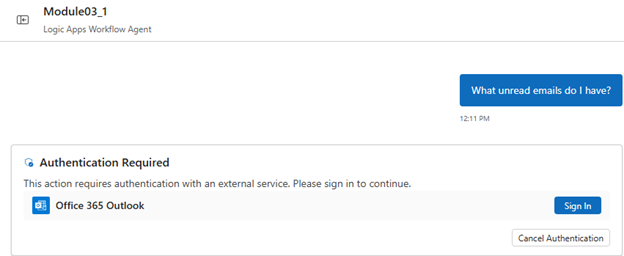 Module03_1
Logic Apps Workflow Agent
What unread emails do I have?
12:11 PM
Authentication Required
This action requires authentication with an external service. Please sign in to continue.
Office 365 Outlook
Sign In
Cancel Authentication